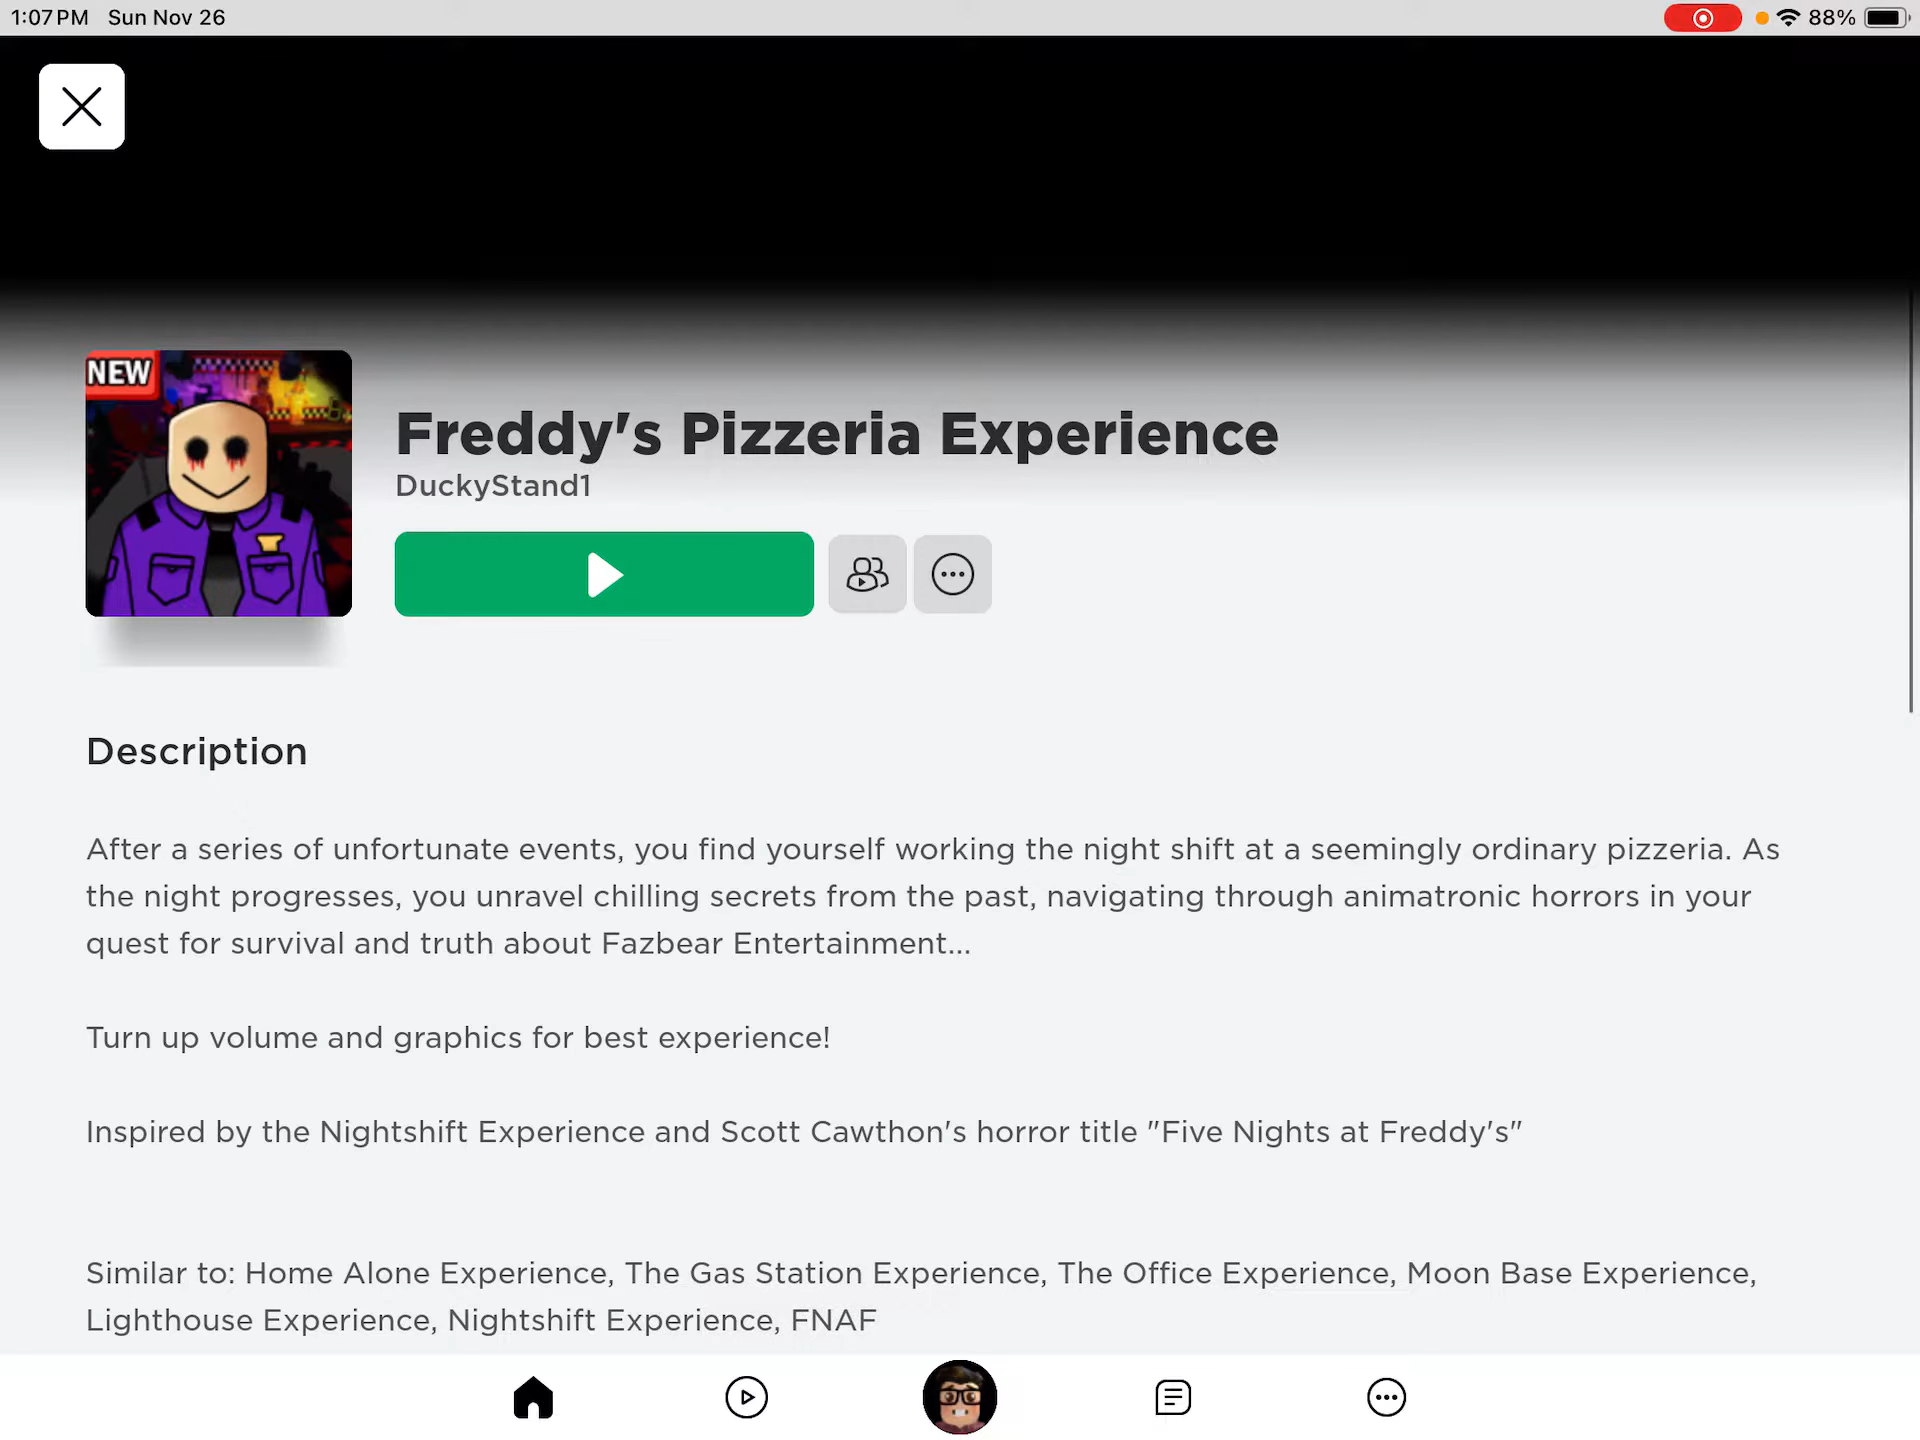 1:07 PM Sun Nov 26
88%
NEW
Freddy's Pizzeria Experience
DuckyStand1
Description
After a series of unfortunate events, you find yourself working the night shift at a seemingly ordinary pizzeria. As
the night progresses, you unravel chilling secrets from the past, navigating through animatronic horrors in your
quest for survival and truth about Fazbear Entertainment...
Turn up volume and graphics for best experience!
Inspired by the Nightshift Experience and Scott Cawthon's horror title "Five Nights at Freddy's"
Similar to: Home Alone Experience, The Gas Station Experience, The Office Experience, Moon Base Experience,
Lighthouse Experience, Nightshift Experience, FNAF